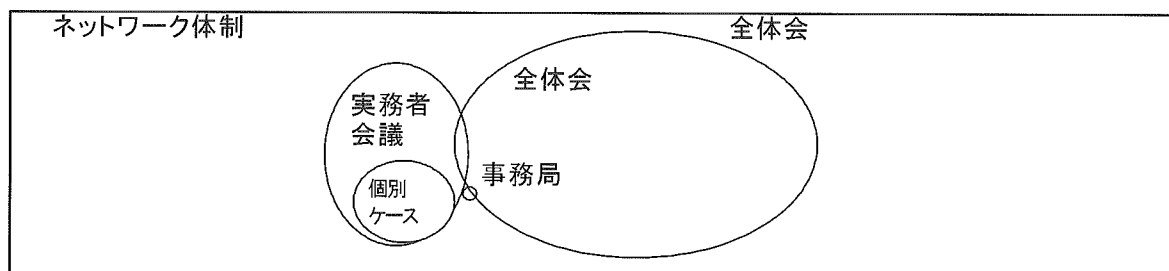 ネットワーク体制
全体会
全体会
実務者
会議
事務局
個別
ケース